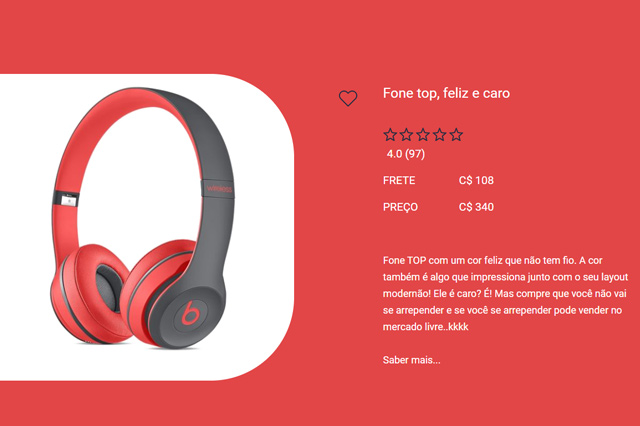 Fone top, feliz e caro
4.0 (97)
FRETE C$ 108
PREÇO C$ 340
Fone TOP com um cor feliz que não tem fio. A cor
também é algo que impressiona junto com o seu layout
modernão! Ele é caro? É! Mas compre que você não vai
se arrepender e se você se arrepender pode vender no
mercado livre..kkkk
Saber mais...
wireless
b